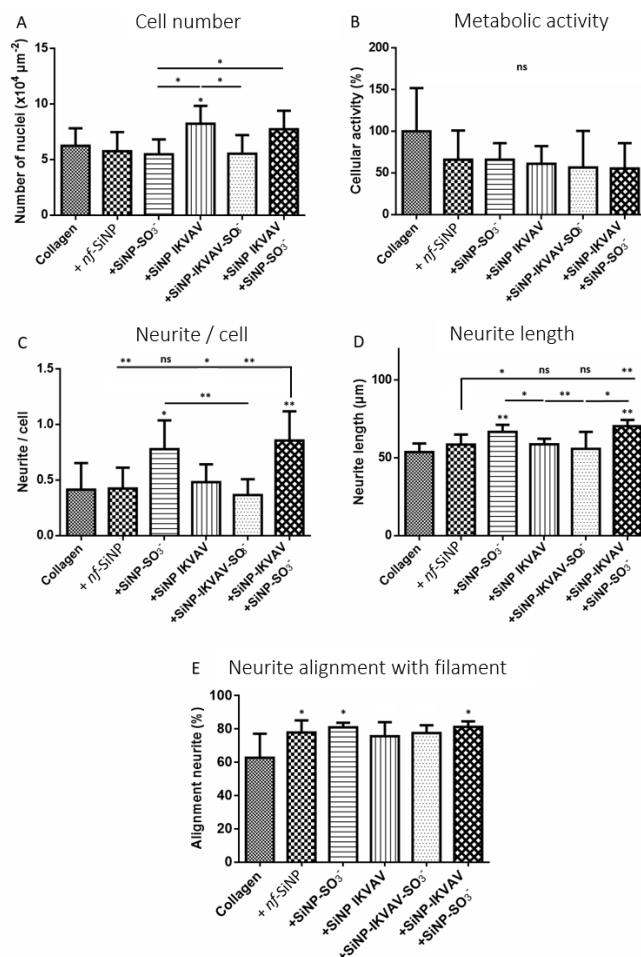 A
Cell number
Number of nuclei (x10⁴ µm⁻²)
15
10
5
0
*
*
*
*
Collagen
+ nf-SiNP
+SiNP-SO₃⁻
+SiNP IKVAV
+SiNP-IKVAV-SO₃⁻
+SiNP IKVAV
+SiNP-SO₃⁻
B
Metabolic activity
Cellular activity (%)
200
150
100
50
0
ns
Collagen
+ nf-SiNP
+SiNP-SO₃⁻
+SiNP IKVAV
+SiNP-IKVAV-SO₃⁻
+SiNP IKVAV
+SiNP-SO₃⁻
C
Neurite / cell
Neurite / cell
1.5
1.0
0.5
0.0
** ns * **
**
*
**
Collagen
+ nf-SiNP
+SiNP-SO₃⁻
+SiNP IKVAV
+SiNP-IKVAV-SO₃⁻
+SiNP-IKVAV
+SiNP-SO₃⁻
D
Neurite length
Neurite length (µm)
100
50
0
* ns ns **
* ** *
**
**
Collagen
+ nf-SiNP
+SiNP-SO₃⁻
+SiNP IKVAV
+SiNP-IKVAV-SO₃⁻
+SiNP-IKVAV
+SiNP-SO₃⁻
E
Neurite alignment with filament
Alignment neurite (%)
100
80
60
40
20
0
* * *
Collagen
+ nf-SiNP
+SiNP-SO₃⁻
+SiNP IKVAV
+SiNP-IKVAV-SO₃⁻
+SiNP-IKVAV
+SiNP-SO₃⁻